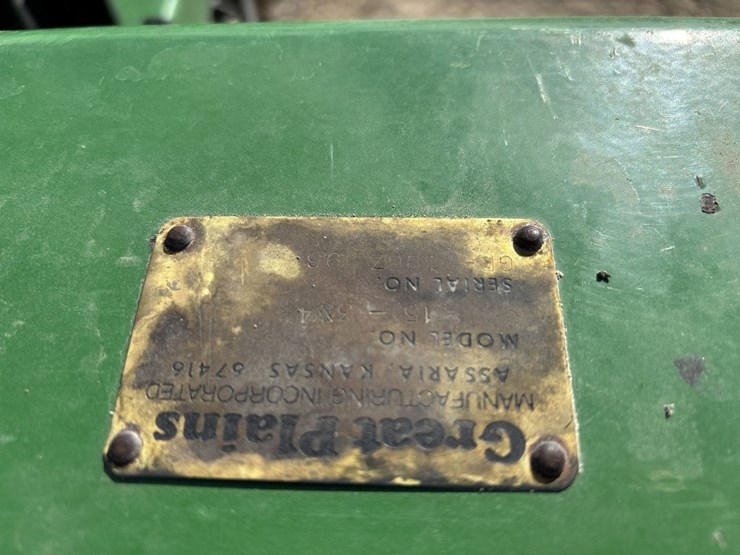 Great Plains
MANUFACTURING INCORPORATED
ASSARIA, KANSAS 67416
MODEL NO.
SERIAL NO.